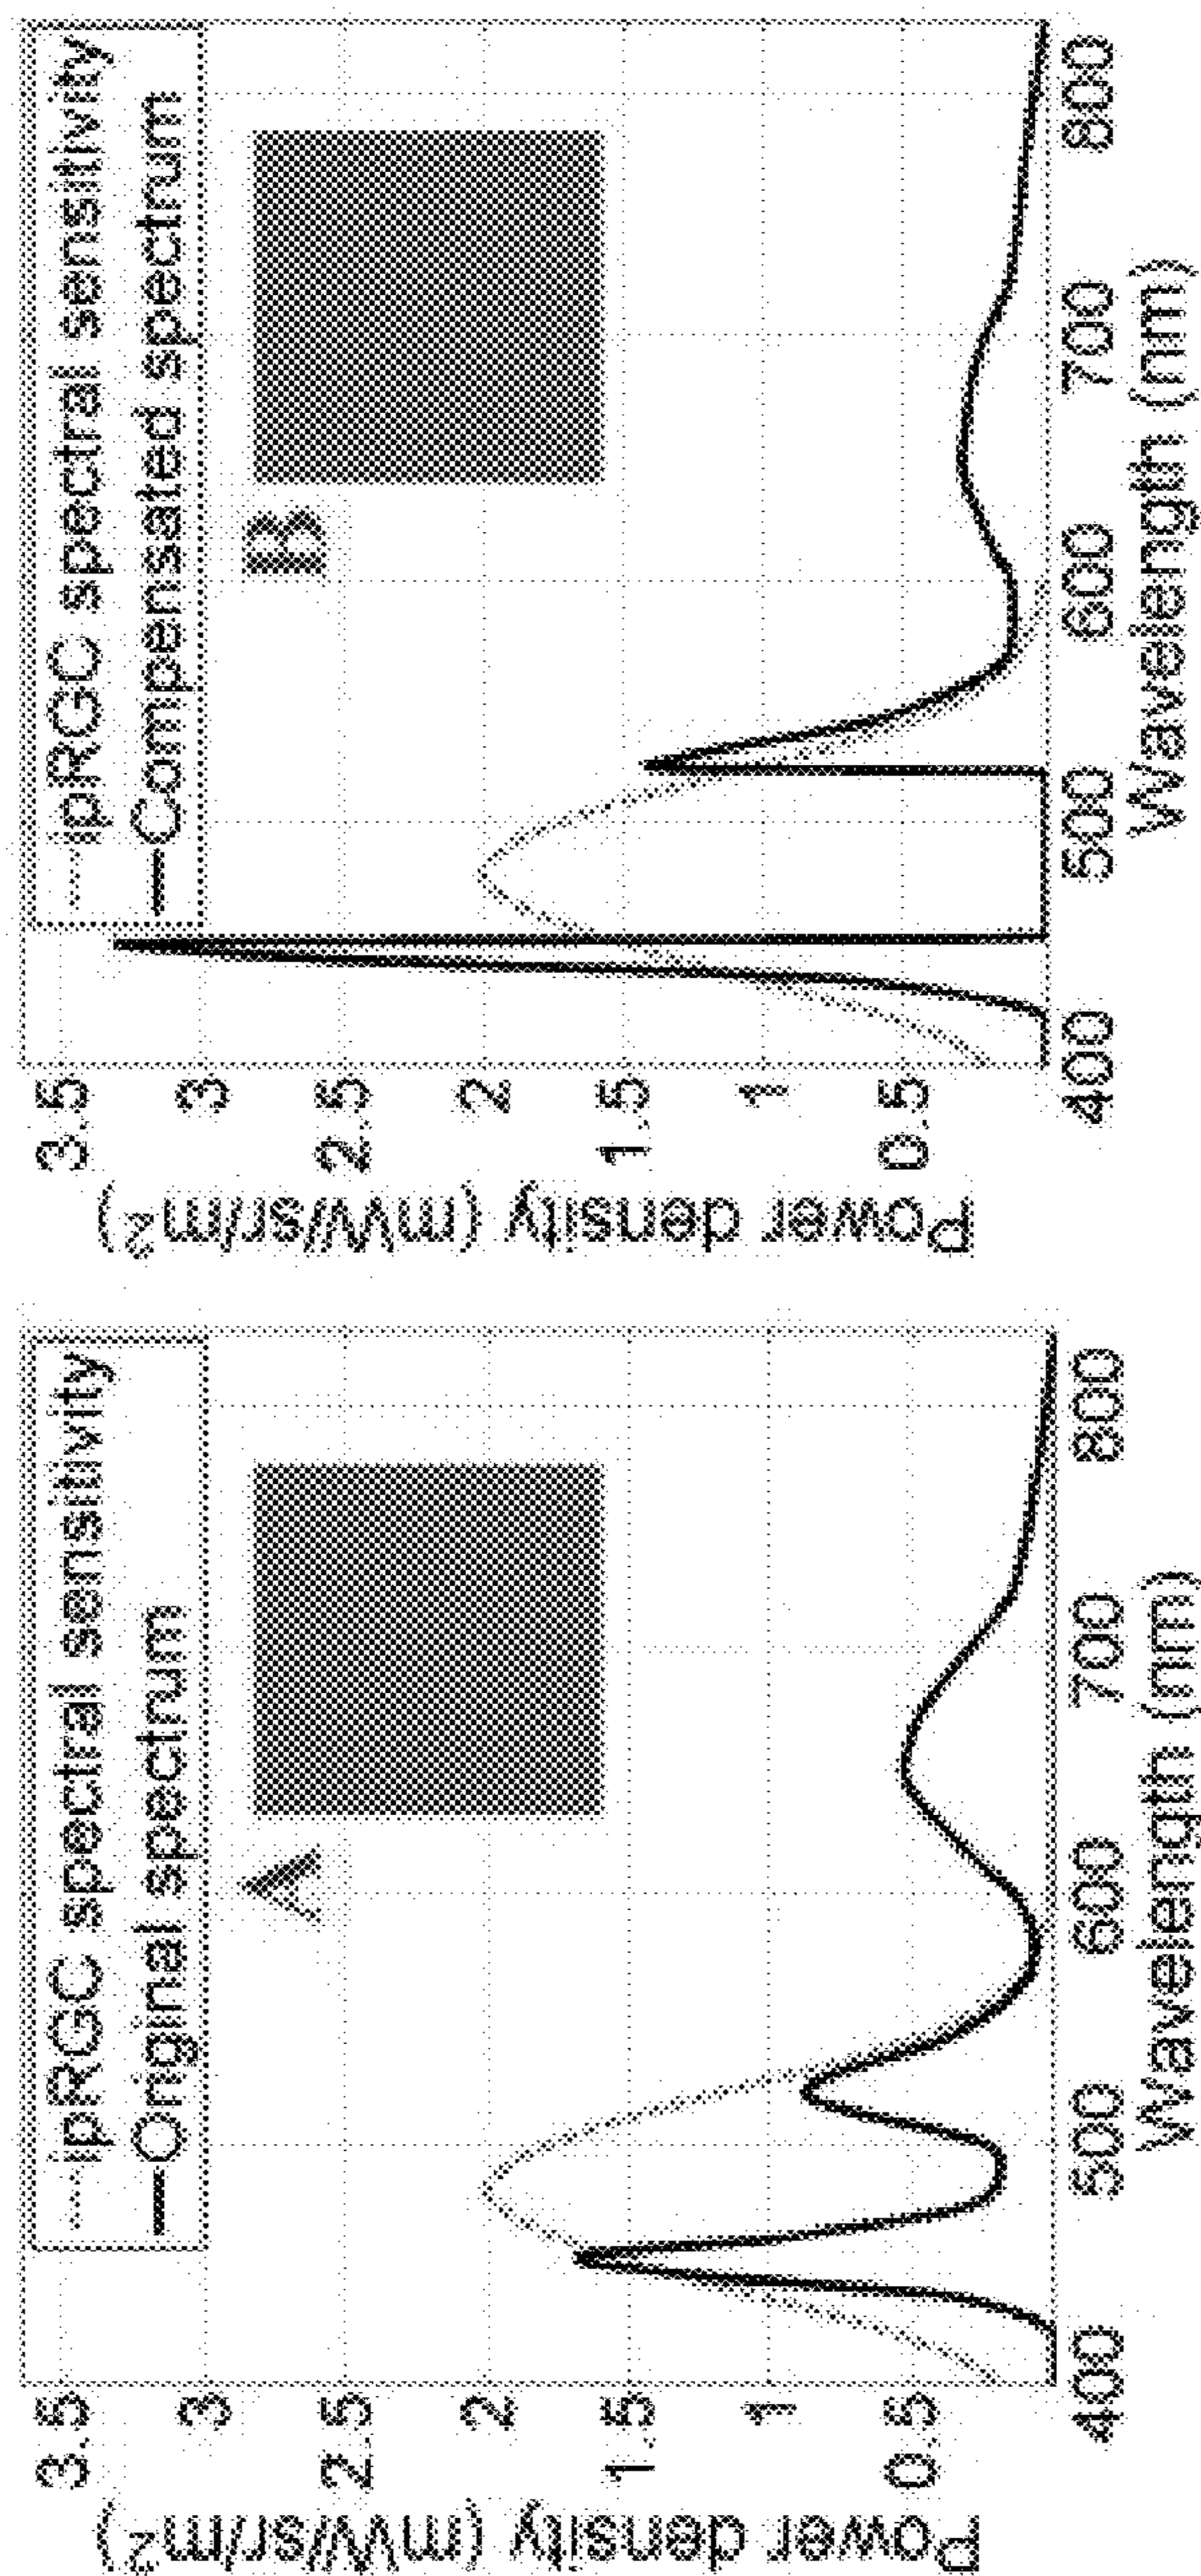 ipRGC spectral sensitivity
Original spectrum
A
3.5
3
2.5
2
1.5
1
0.5
400
500
600
700
800
Power density (mW/sr/m²)
Wavelength (nm)
ipRGC spectral sensitivity
Compensated spectrum
B
3.5
3
2.5
2
1.5
1
0.5
400
500
600
700
800
Power density (mW/sr/m²)
Wavelength (nm)